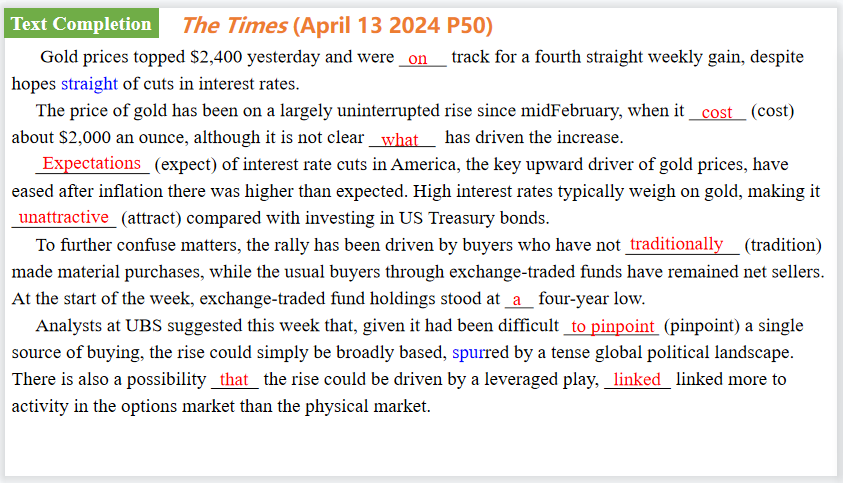 Text Completion The Times (April 13 2024 P50)
Gold prices topped $2,400 yesterday and were on track for a fourth straight weekly gain, despite
hopes straight of cuts in interest rates.
The price of gold has been on a largely uninterrupted rise since midFebruary, when it cost (cost)
about $2,000 an ounce, although it is not clear what has driven the increase.
Expectations (expect) of interest rate cuts in America, the key upward driver of gold prices, have
eased after inflation there was higher than expected. High interest rates typically weigh on gold, making it
unattractive (attract) compared with investing in US Treasury bonds.
To further confuse matters, the rally has been driven by buyers who have not traditionally (tradition)
made material purchases, while the usual buyers through exchange-traded funds have remained net sellers.
At the start of the week, exchange-traded fund holdings stood at a four-year low.
Analysts at UBS suggested this week that, given it had been difficult to pinpoint (pinpoint) a single
source of buying, the rise could simply be broadly based, spurred by a tense global political landscape.
There is also a possibility that the rise could be driven by a leveraged play, linked linked more to
activity in the options market than the physical market.